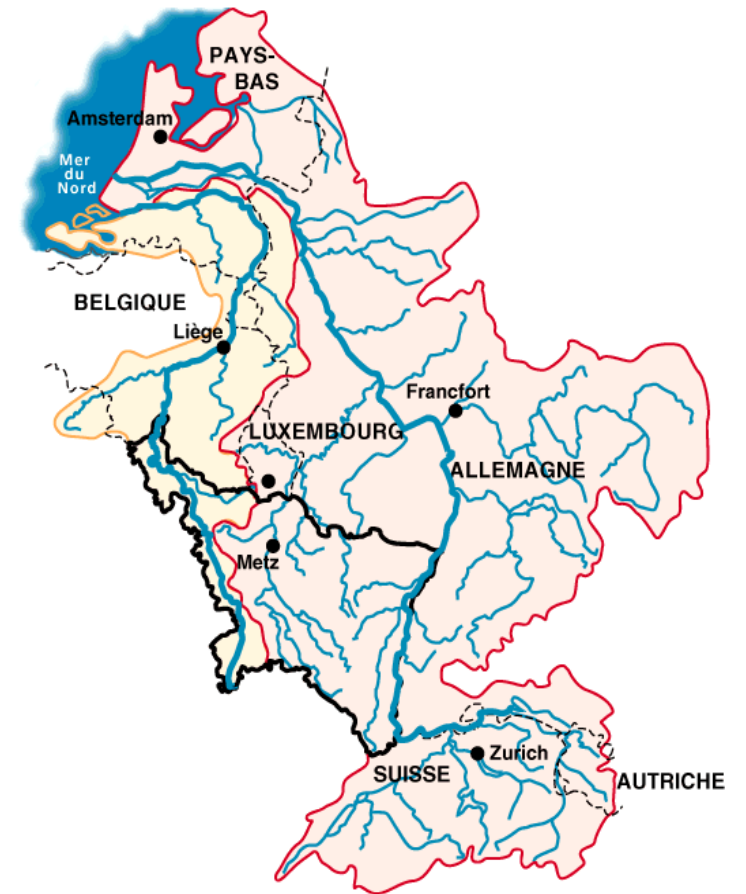 PAYS-
BAS
Amsterdam
Mer
du
Nord
BELGIQUE
Liège
Francfort
LUXEMBOURG
ALLEMAGNE
Metz
Zurich
SUISSE
AUTRICHE